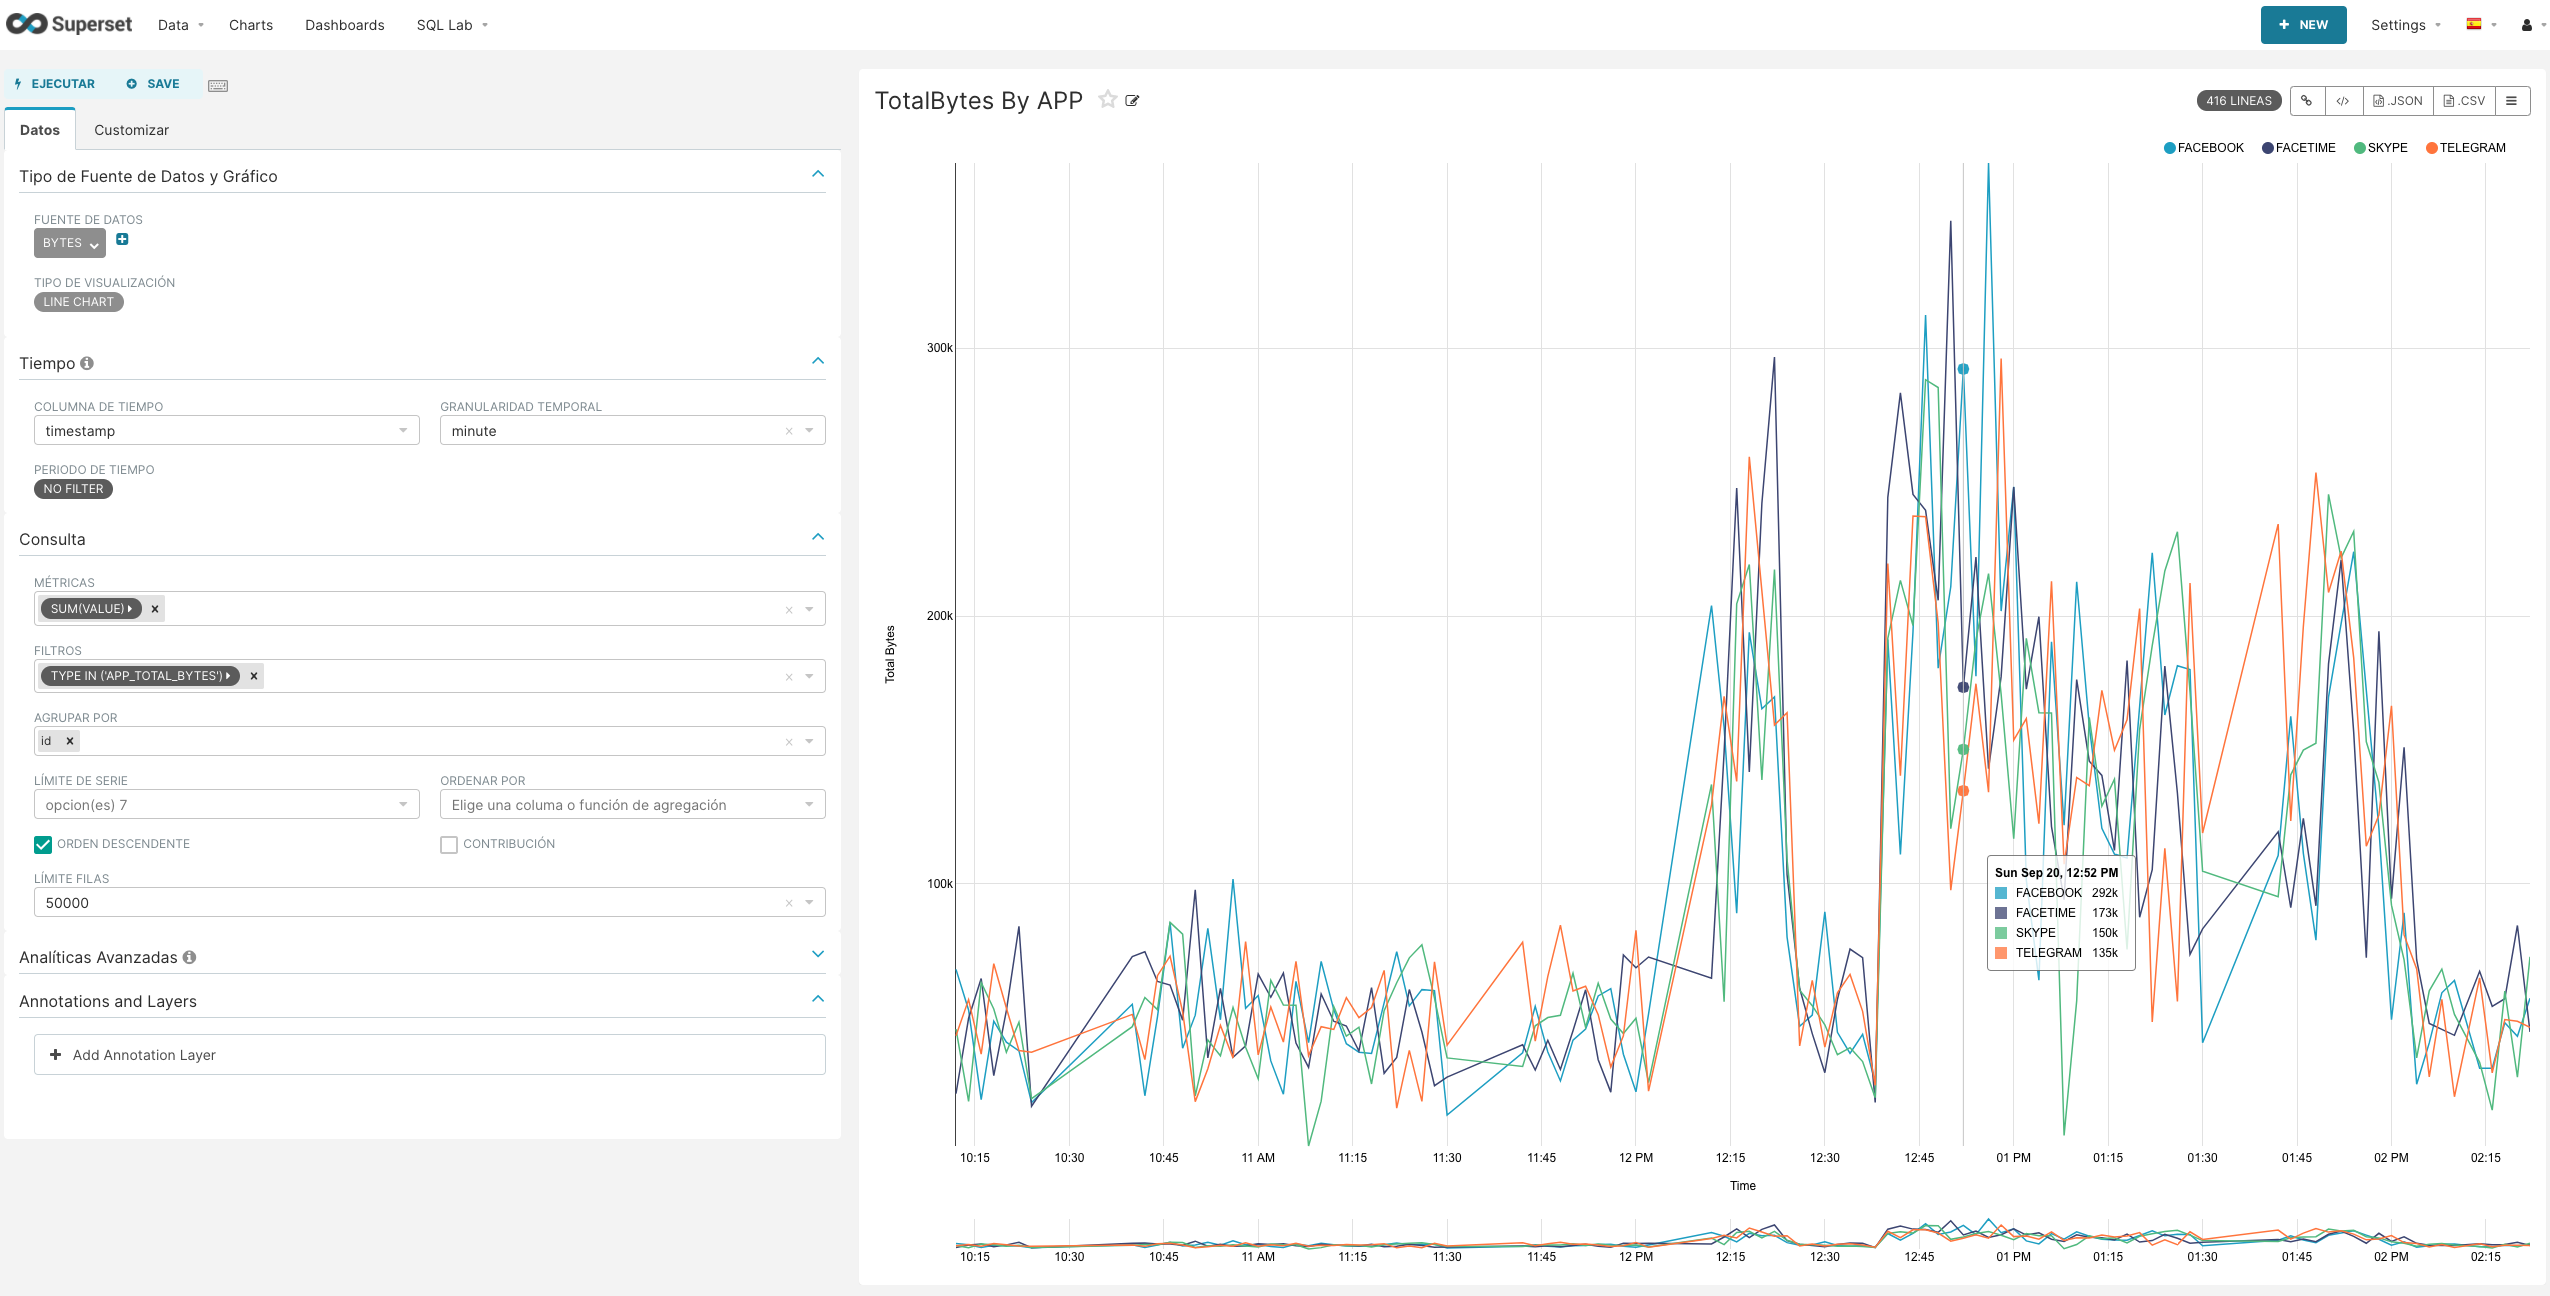 Superset Data Charts Dashboards SQL Lab + NEW Settings
EJECUTAR SAVE
Datos Customizar
Tipo de Fuente de Datos y Gráfico
FUENTE DE DATOS
BYTES
TIPO DE VISUALIZACIÓN
LINE CHART
Tiempo
COLUMNA DE TIEMPO GRANULARIDAD TEMPORAL
timestamp minute
PERIODO DE TIEMPO
NO FILTER
Consulta
MÉTRICAS
SUM(VALUE) x
FILTROS
TYPE IN ('APP_TOTAL_BYTES') x
AGRUPAR POR
id x
LÍMITE DE SERIE ORDENAR POR
opcion(es) 7 Elige una columa o función de agregación
ORDEN DESCENDENTE CONTRIBUCIÓN
LÍMITE FILAS
50000
Analíticas Avanzadas
Annotations and Layers
+ Add Annotation Layer
TotalBytes By APP
416 LINEAS </> .JSON .CSV
FACEBOOK FACETIME SKYPE TELEGRAM
300k
200k
100k
Total Bytes
Sun Sep 20, 12:52 PM
FACEBOOK 292k
FACETIME 173k
SKYPE 150k
TELEGRAM 135k
10:15 10:30 10:45 11 AM 11:15 11:30 11:45 12 PM 12:15 12:30 12:45 01 PM 01:15 01:30 01:45 02 PM 02:15
Time
10:15 10:30 10:45 11 AM 11:15 11:30 11:45 12 PM 12:15 12:30 12:45 01 PM 01:15 01:30 01:45 02 PM 02:15